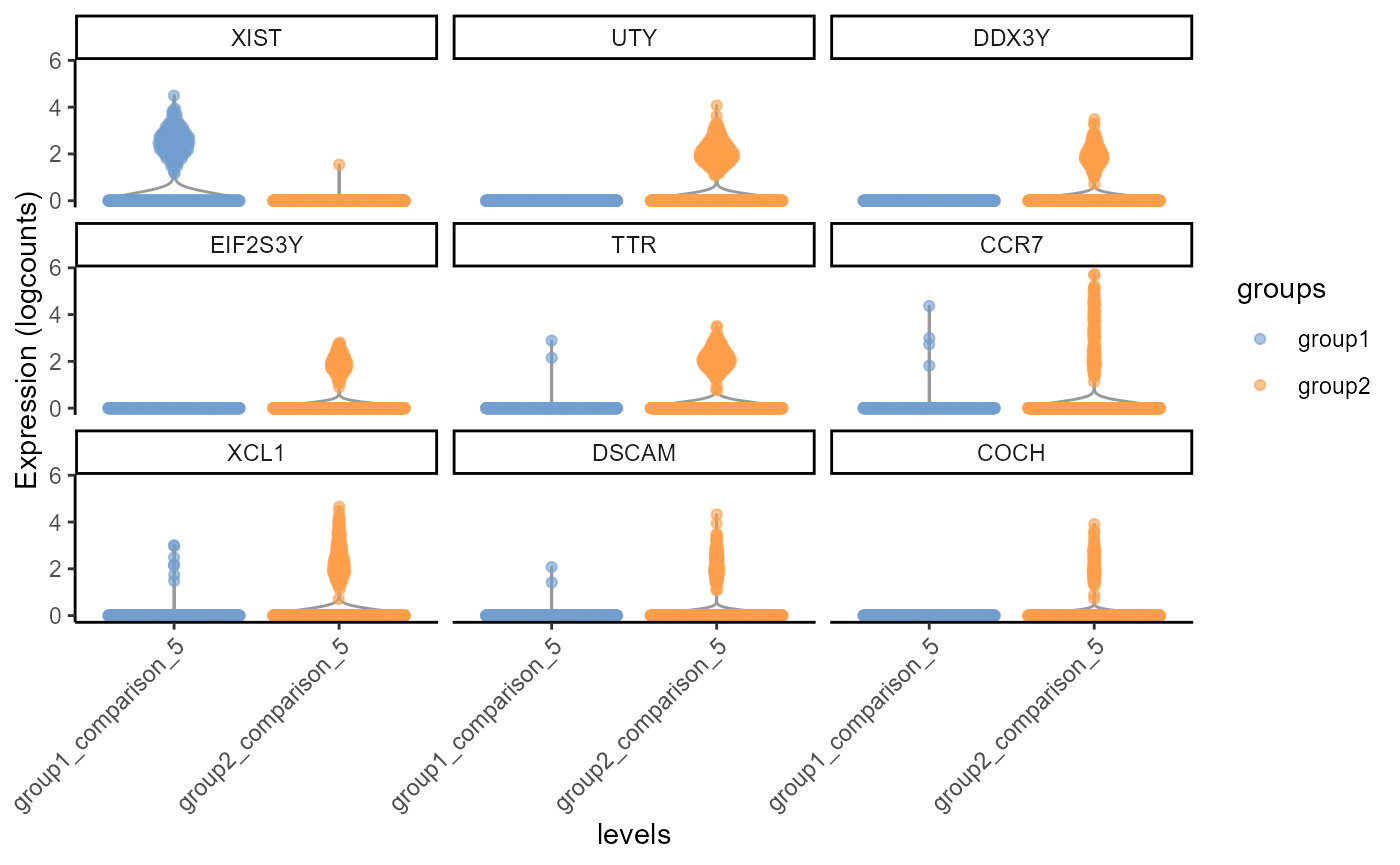 XIST UTY DDX3Y
6
4
2
0
EIF2S3Y TTR CCR7
6
4
2
0
XCL1 DSCAM COCH
6
4
2
0
Expression (logcounts)
group1_comparison_5 group2_comparison_5 group1_comparison_5 group2_comparison_5 group1_comparison_5 group2_comparison_5
levels
groups
group1
group2